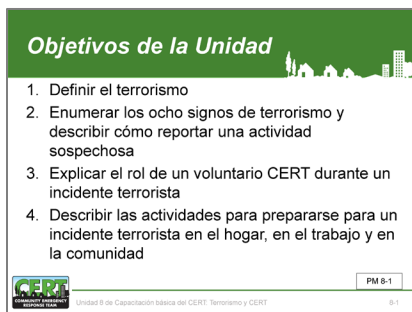 Objetivos de la Unidad
1. Definir el terrorismo
2. Enumerar los ocho signos de terrorismo y
describir cómo reportar una actividad
sospechosa
3. Explicar el rol de un voluntario CERT durante un
incidente terrorista
4. Describir las actividades para prepararse para un
incidente terrorista en el hogar, en el trabajo y en
la comunidad
PM 8-1
CERT
COMMUNITY EMERGENCY
RESPONSE TEAM
Unidad 8 de Capacitación básica del CERT: Terrorismo y CERT
8-1